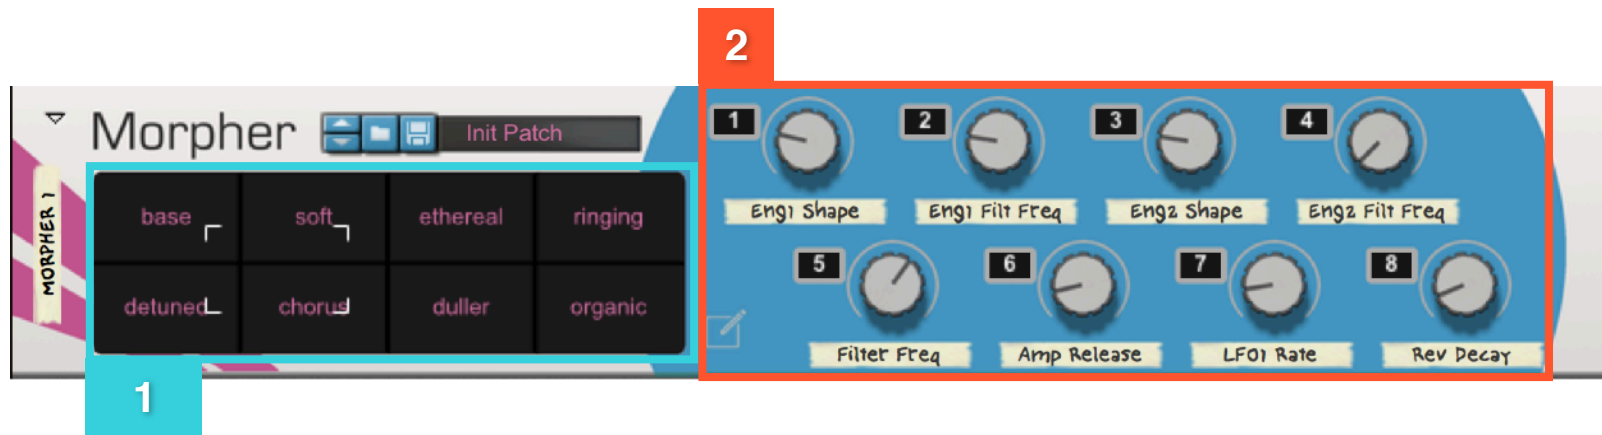 2
Morpher
Init Patch
MORPHER 1
base soft ethereal ringing
detuned chorus duller organic
1
1 2 3 4
Eng1 Shape Eng1 Filt Freq Eng2 Shape Eng2 Filt Freq
5 6 7 8
Filter Freq Amp Release LFO1 Rate Rev Decay